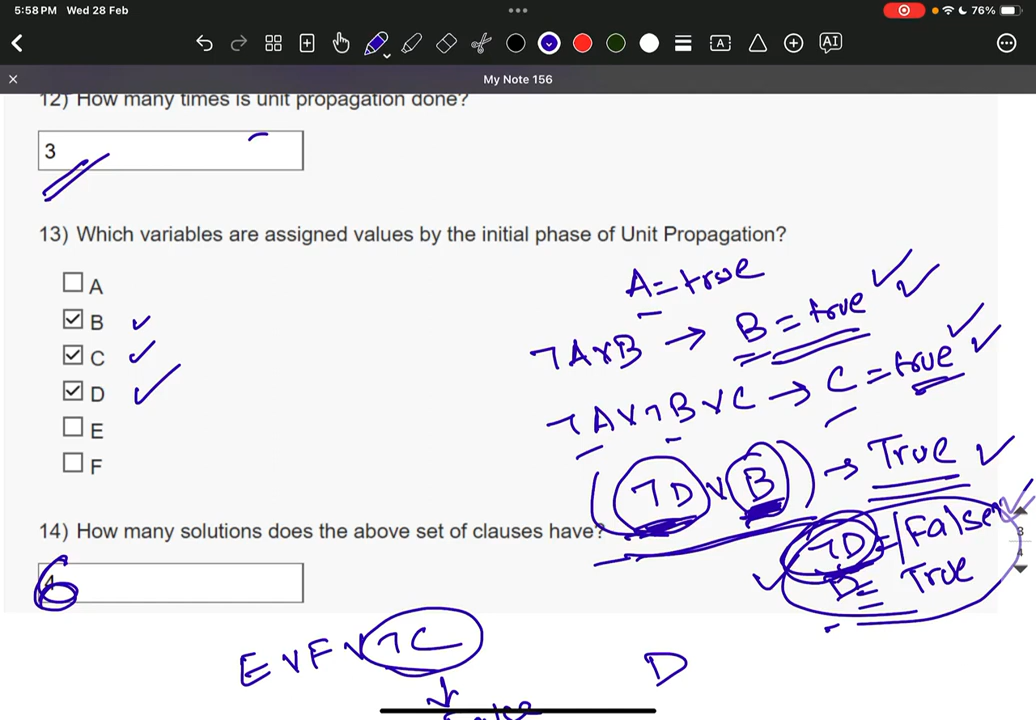 5:58 PM Wed 28 Feb
76%
A
AI
My Note 156
12) How many times is unit propagation done?
3
13) Which variables are assigned values by the initial phase of Unit Propagation?
A
B
C
D
E
F
A=true
¬A∨B → B=true
¬A∨¬B∨C → C=true
(¬D∨B) → True
¬D=False
D= True
14) How many solutions does the above set of clauses have?
E∨F∨¬C
D